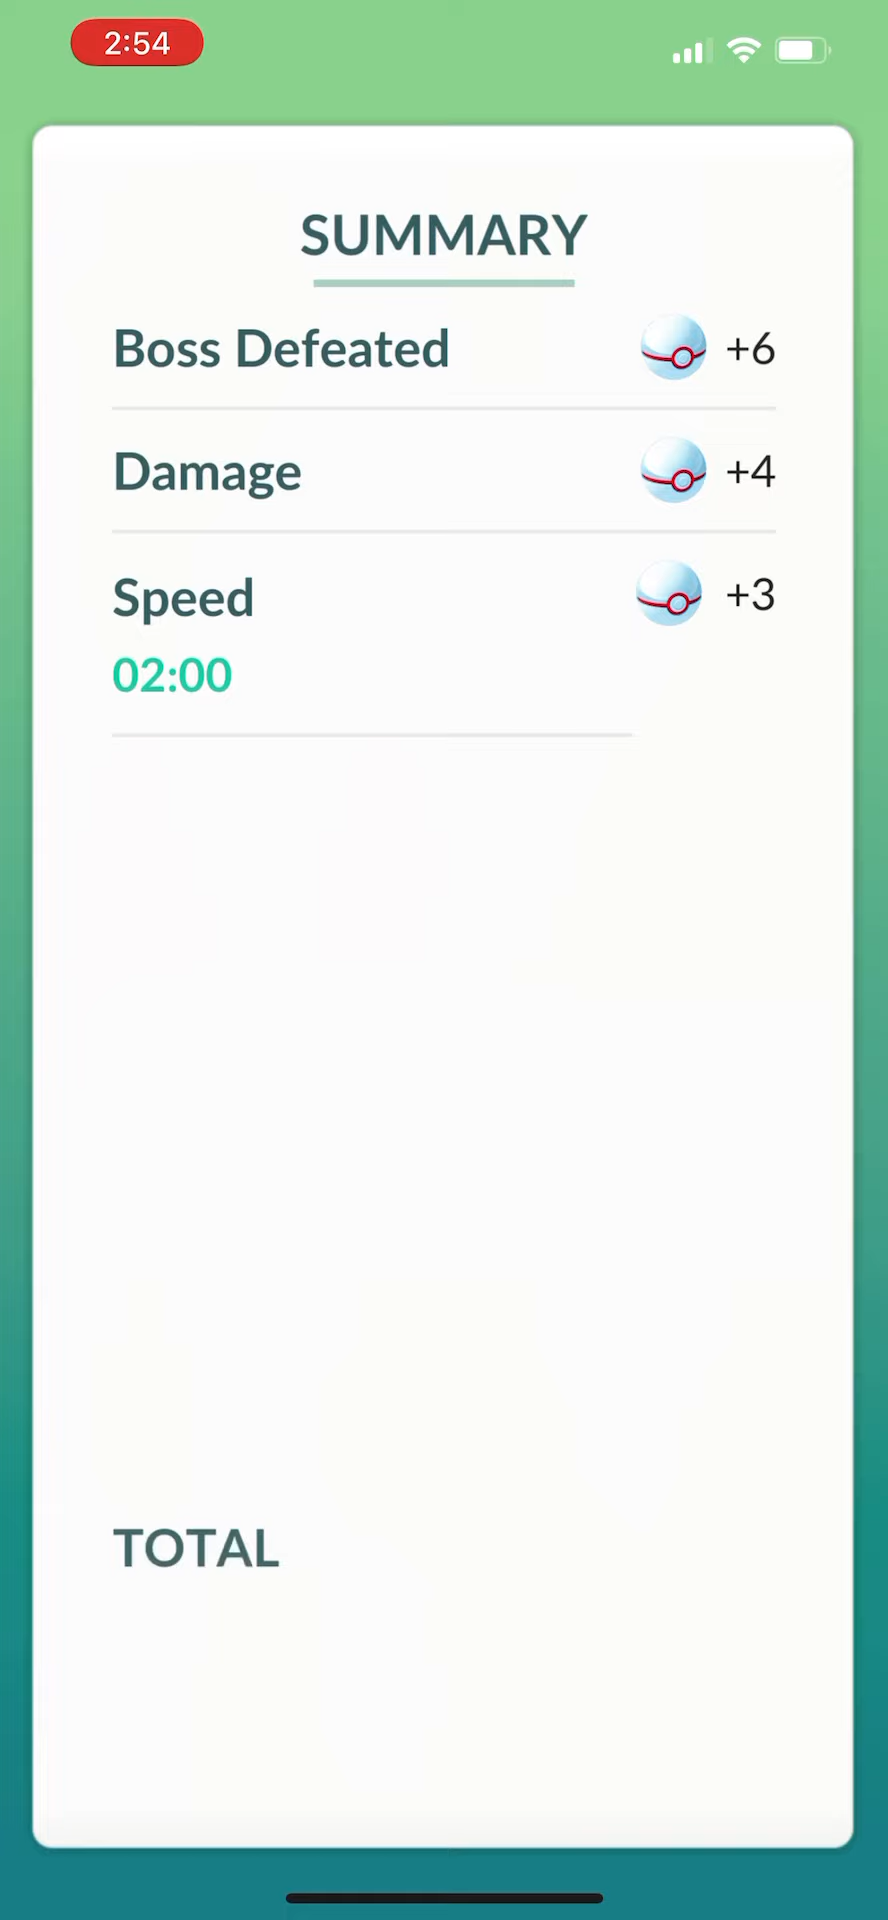 2:54
SUMMARY
Boss Defeated +6
Damage +4
Speed +3
02:00
TOTAL